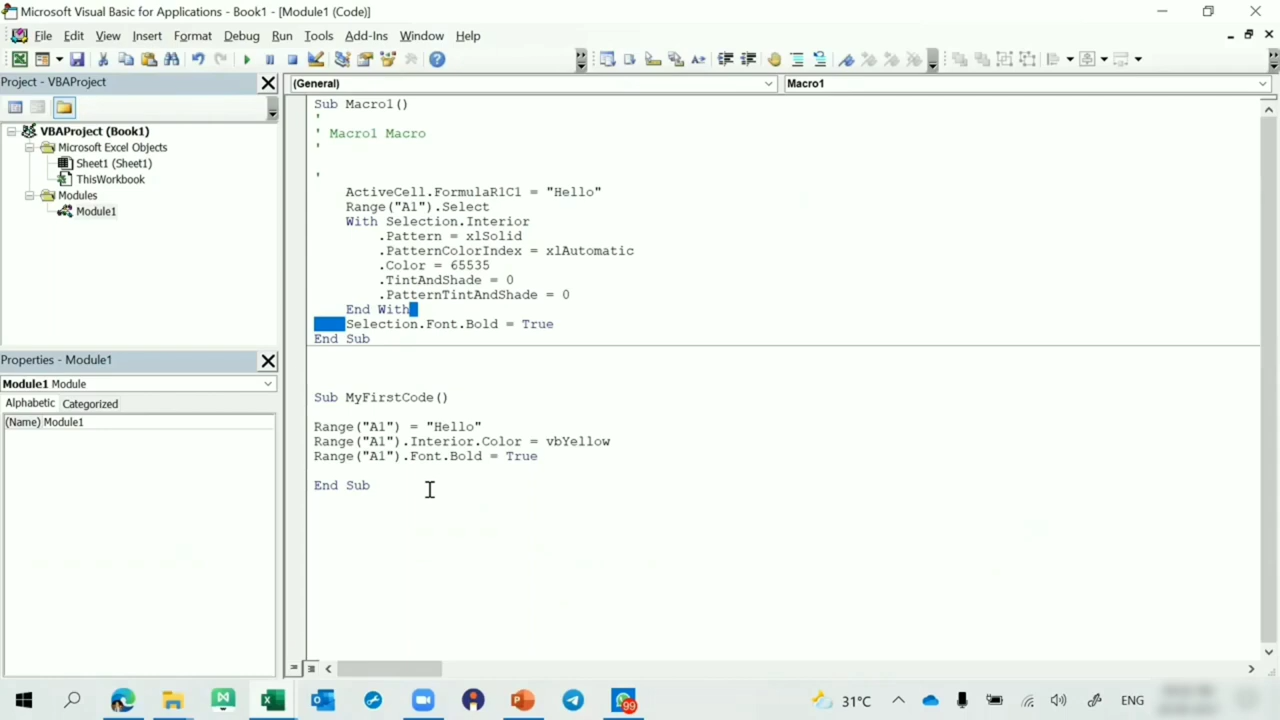 Microsoft Visual Basic for Applications - Book1 - [Module1 (Code)]
File Edit View Insert Format Debug Run Tools Add-Ins Window Help
Project - VBAProject
(General)
Macro1
VBAProject (Book1)
Microsoft Excel Objects
Sheet1 (Sheet1)
ThisWorkbook
Modules
Module1
Sub Macro1()
'
' Macro1 Macro
'
'
ActiveCell.FormulaR1C1 = "Hello"
Range("A1").Select
With Selection.Interior
.Pattern = xlSolid
.PatternColorIndex = xlAutomatic
.Color = 65535
.TintAndShade = 0
.PatternTintAndShade = 0
End With
Selection.Font.Bold = True
End Sub
Properties - Module1
Module1 Module
Alphabetic Categorized
(Name) Module1
Sub MyFirstCode()
Range("A1") = "Hello"
Range("A1").Interior.Color = vbYellow
Range("A1").Font.Bold = True
End Sub
99
31°C
ENG